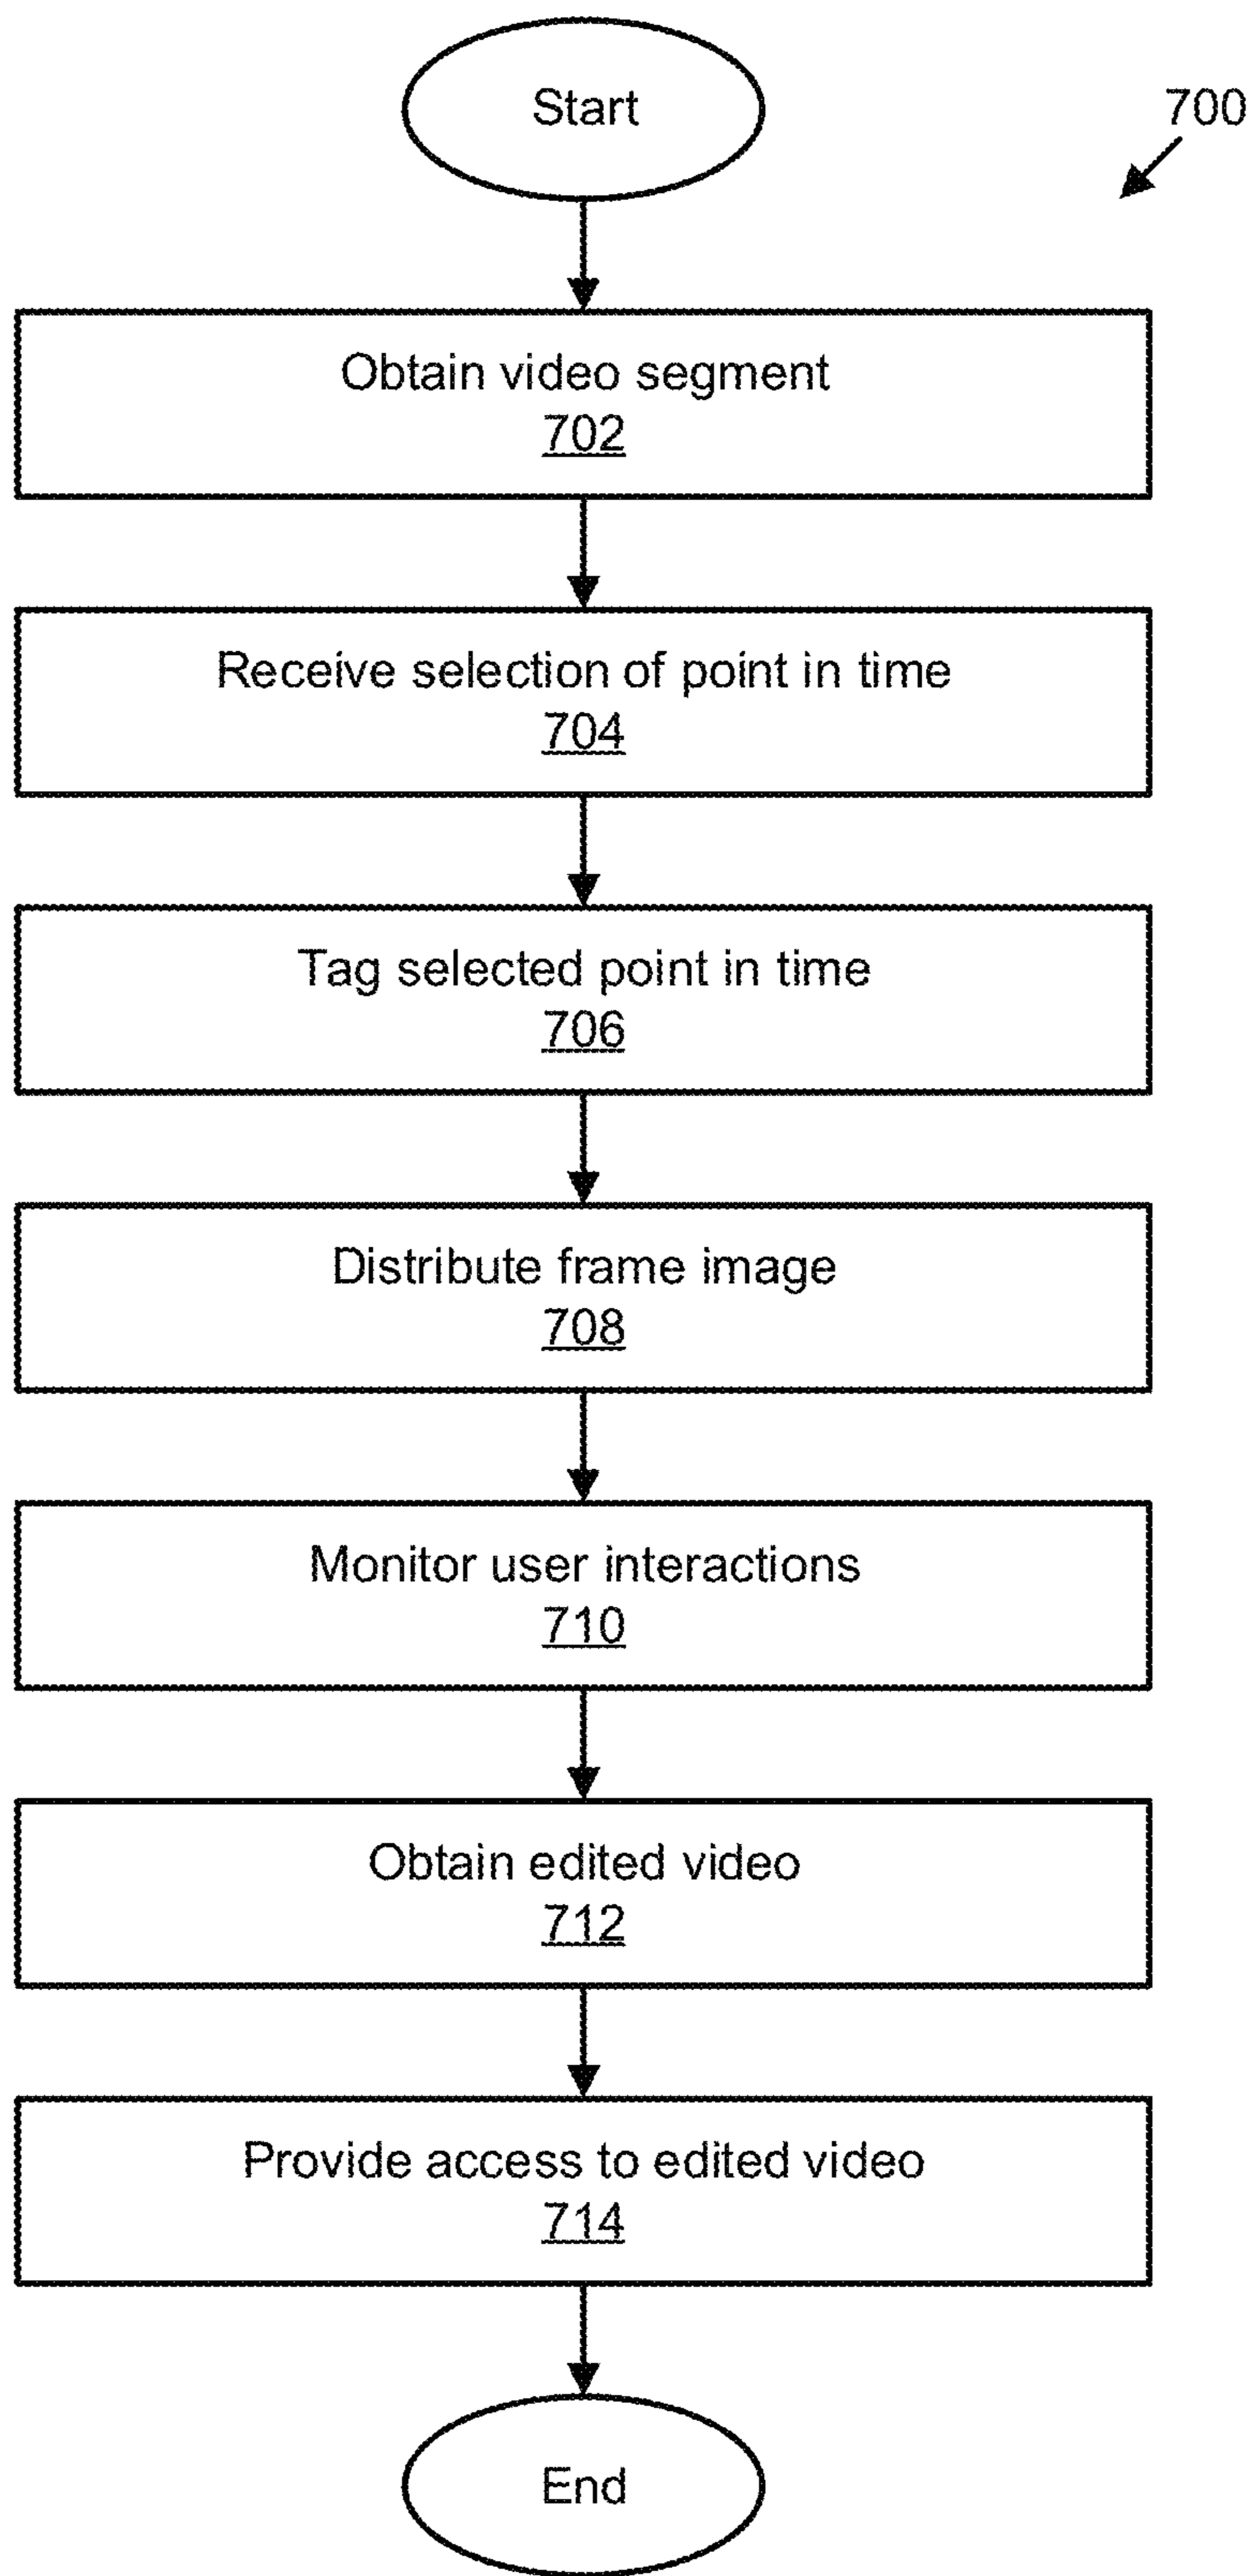 Start
700
Obtain video segment
702
Receive selection of point in time
704
Tag selected point in time
706
Distribute frame image
708
Monitor user interactions
710
Obtain edited video
712
Provide access to edited video
714
End